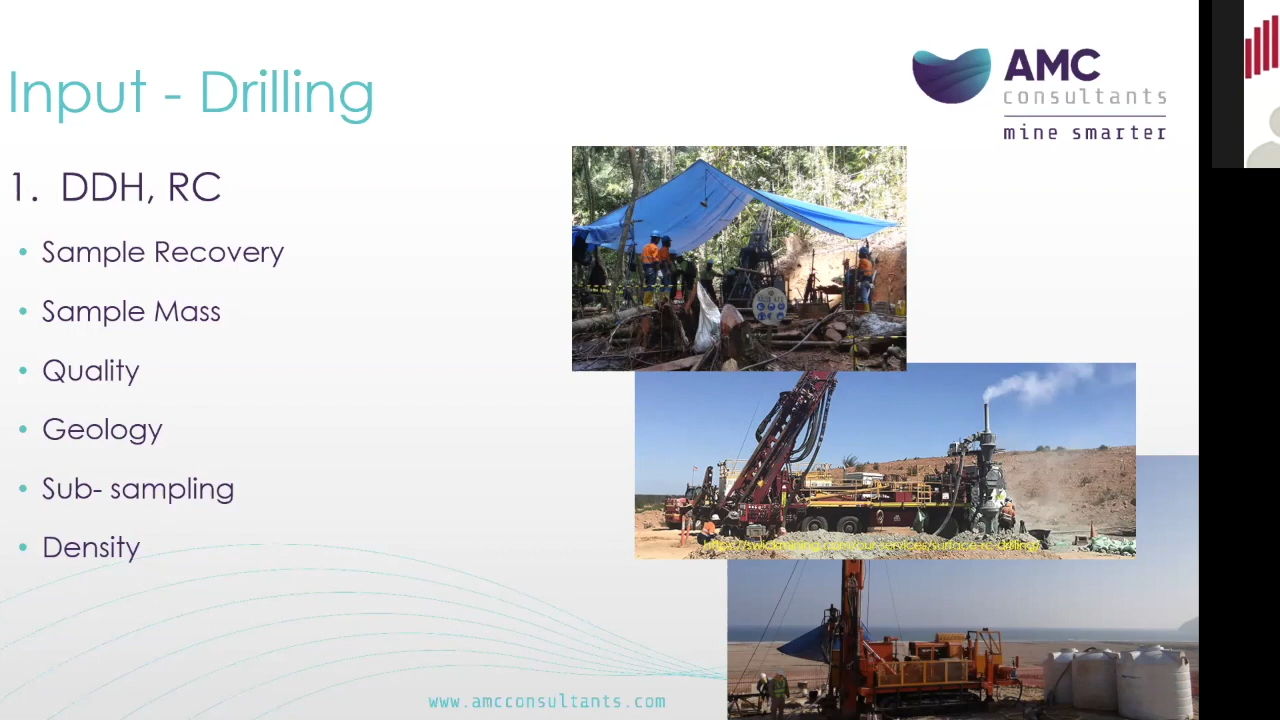 Input - Drilling
AMC
consultants
mine smarter
1. DDH, RC
• Sample Recovery
• Sample Mass
• Quality
• Geology
• Sub- sampling
• Density
www.amcconsultants.com